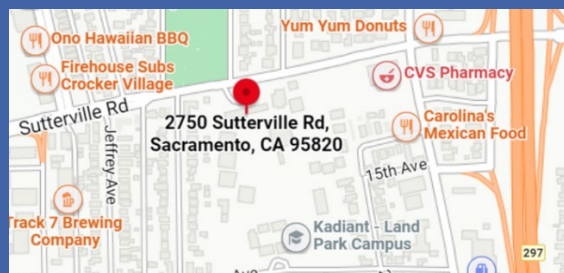 Yum Yum Donuts
Ono Hawaiian BBQ
Firehouse Subs
Crocker Village
CVS Pharmacy
Sutterville Rd
2750 Sutterville Rd,
Sacramento, CA 95820
Carolina's
Mexican Food
Jeffrey Ave
15th Ave
Track 7 Brewing
Company
Kadiant - Land
Park Campus
297